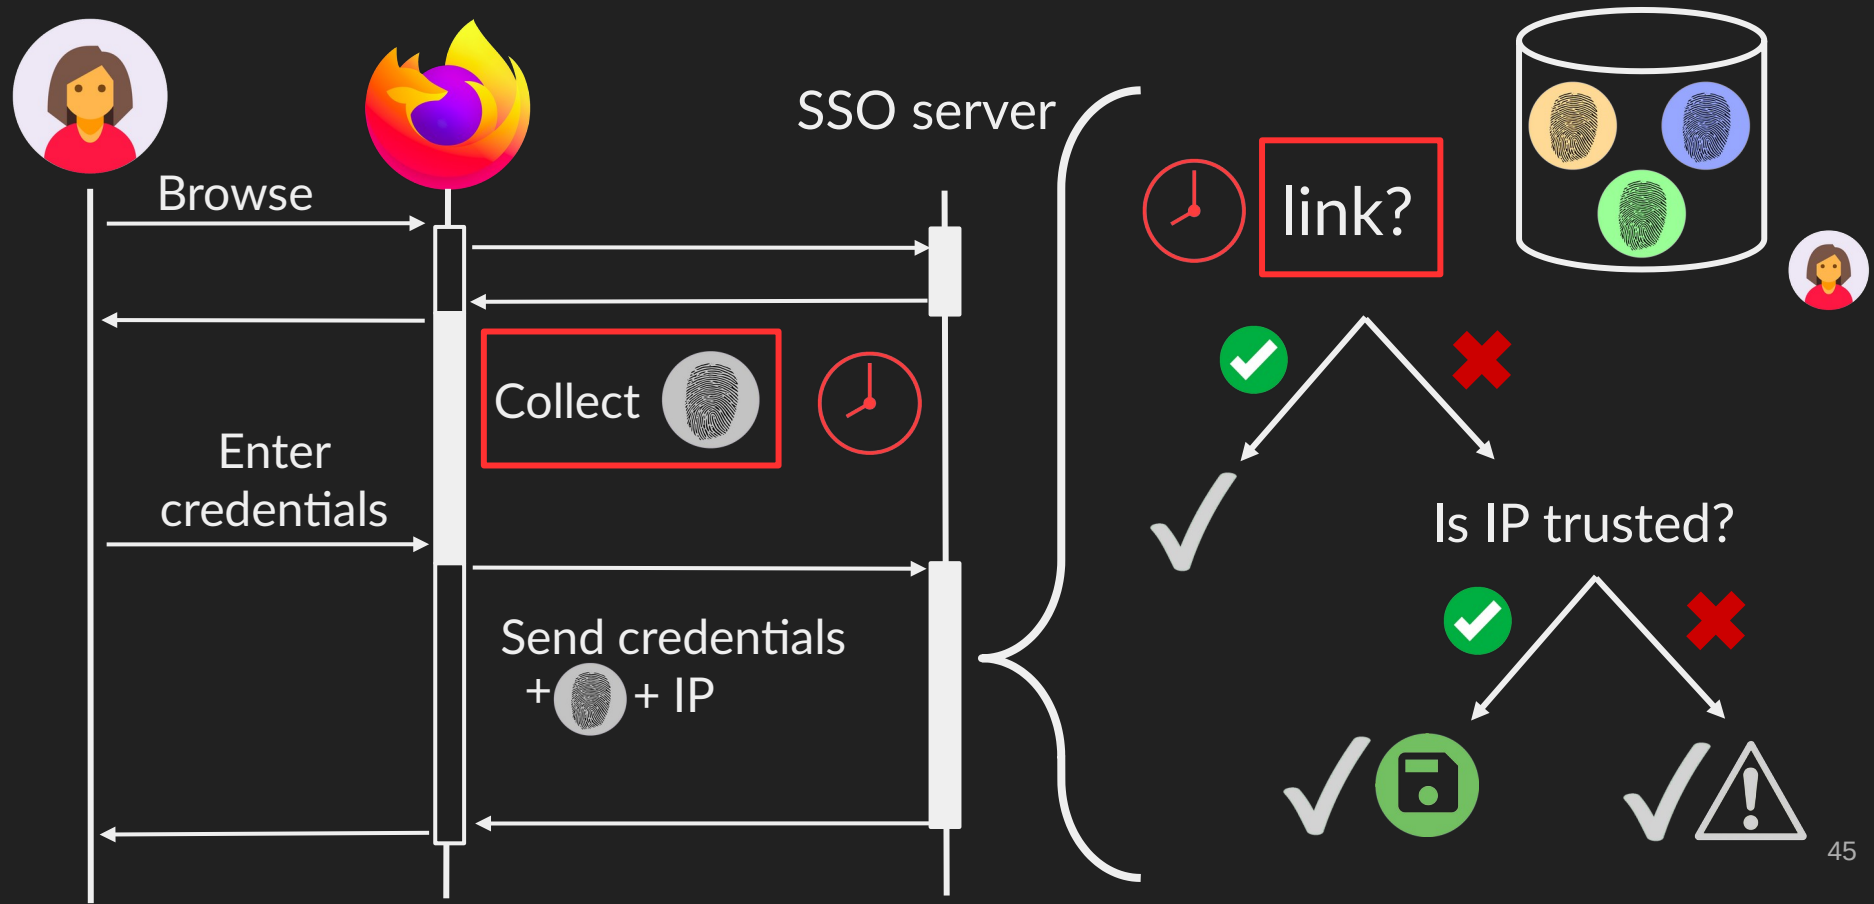 SSO server
Browse
link?
Collect
Enter
credentials
Is IP trusted?
Send credentials
+ + IP
45